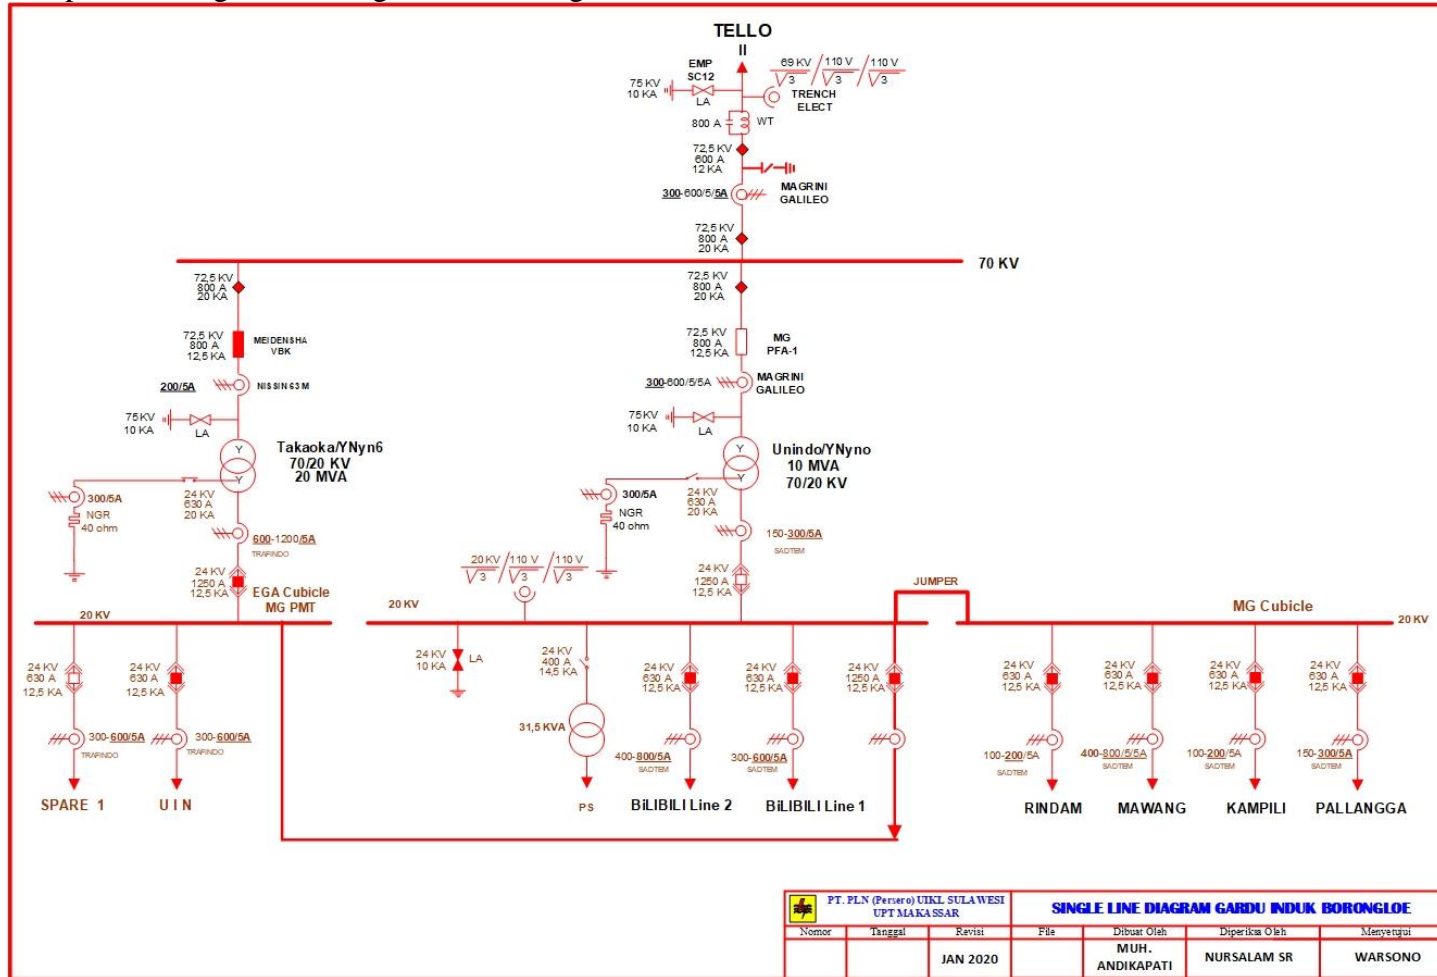 TELLO
II
EMP
SC12
75 KV
10 KA
LA
69 KV
√3
110 V
√3
110 V
√3
TRENCH
ELECT
800 A
WT
72,5 KV
600 A
12 KA
300-600/5/5A
MAGRINI
GALILEO
72,5 KV
800 A
20 KA
70 KV
72,5 KV
800 A
20 KA
72,5 KV
800 A
12,5 KA
MEIDENSHA
VBK
200/5A
NISSIN 63 M
75KV
10 KA
LA
Y
Y
Takaoka/YNyn6
70/20 KV
20 MVA
300/5A
NGR
40 ohm
24 KV
630 A
20 KA
600-1200/5A
TRAFINDO
24 KV
1250 A
12,5 KA
EGA Cubicle
MG PMT
20 KV
72,5 KV
800 A
20 KA
72,5 KV
800 A
12,5 KA
MG
PFA-1
300-600/5/5A
MAGRINI
GALILEO
75KV
10 KA
LA
Y
Y
Unindo/YNyno
10 MVA
70/20 KV
300/5A
NGR
40 ohm
24 KV
630 A
20 KA
150-300/5A
SADTEM
24 KV
1250 A
12,5 KA
20 KV
√3
110 V
√3
110 V
√3
20 KV
JUMPER
MG Cubicle
20 KV
24 KV
630 A
12,5 KA
300-600/5A
TRAFINDO
SPARE 1
24 KV
630 A
12,5 KA
300-600/5A
TRAFINDO
U I N
24 KV
10 KA
LA
24 KV
400 A
14,5 KA
31,5 KVA
PS
24 KV
630 A
12,5 KA
400-800/5A
SADTEM
BiLIBILI Line 2
24 KV
630 A
12,5 KA
300-600/5A
SADTEM
BiLIBILI Line 1
24 KV
1250 A
12,5 KA
24 KV
630 A
12,5 KA
100-200/5A
SADTEM
RINDAM
24 KV
630 A
12,5 KA
400-800/5/5A
SADTEM
MAWANG
24 KV
630 A
12,5 KA
100-200/5A
SADTEM
KAMPILI
24 KV
630 A
12,5 KA
150-300/5A
SADTEM
PALLANGGA
PT. PLN (Persero) UIKL SULAWESI
UPT MAKASSAR
SINGLE LINE DIAGRAM GARDU INDUK BORONGLOE
Nomor Tanggal Revisi File Dibuat Oleh Diperiksa Oleh Menyetujui
JAN 2020
MUH.
ANDIKAPATI
NURSALAM SR
WARSONO